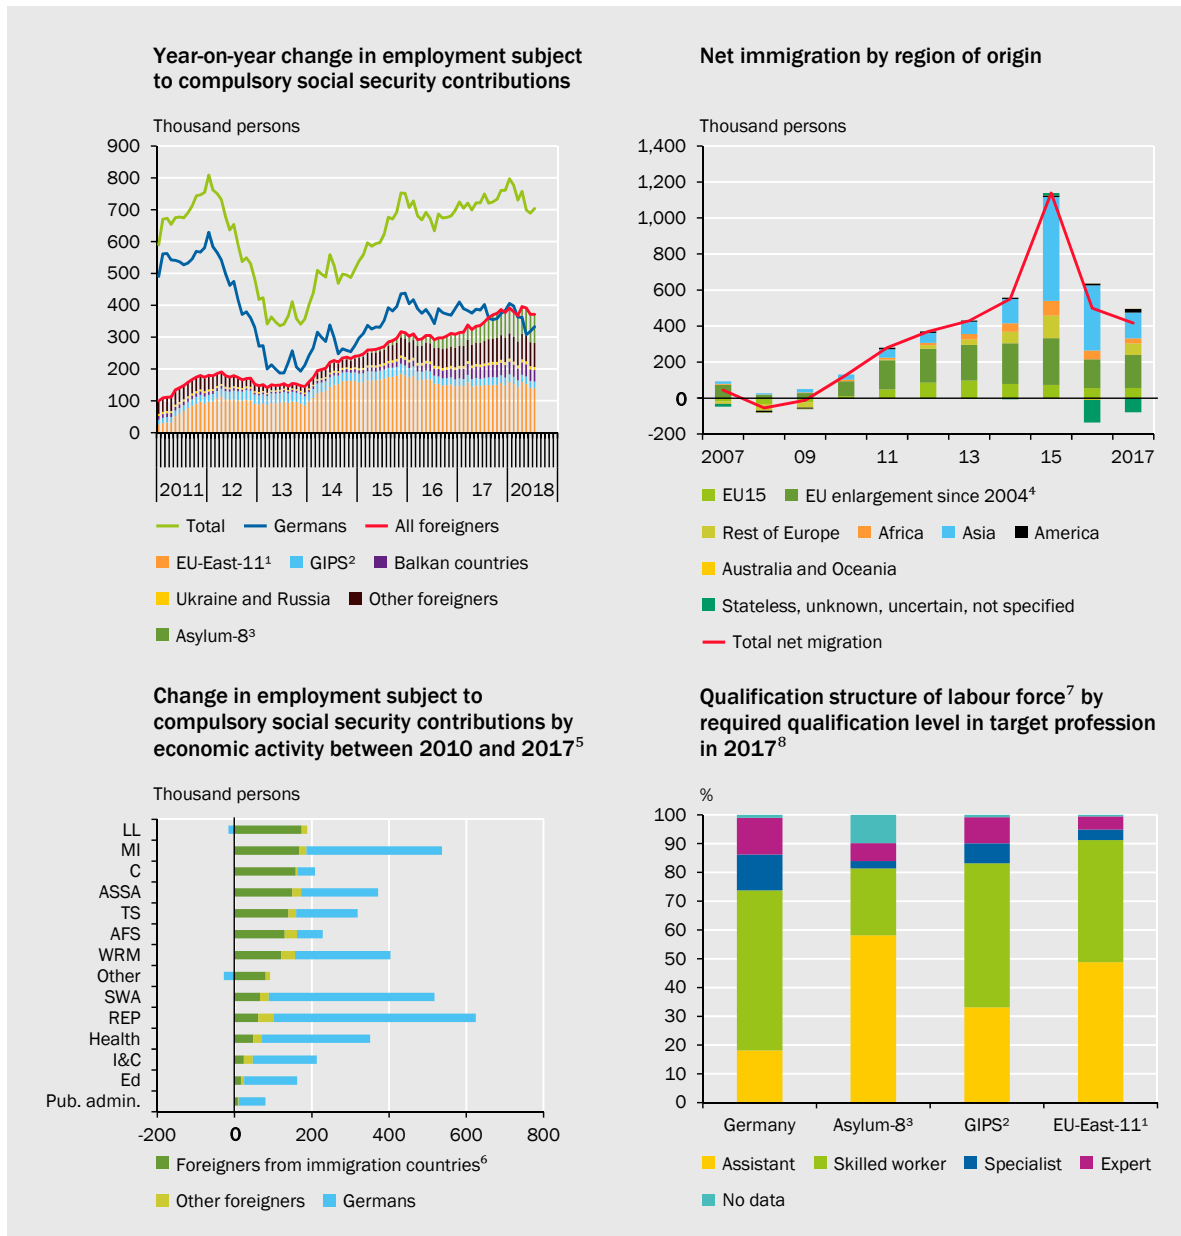 Year-on-year change in employment subject
to compulsory social security contributions
Thousand persons
900
800
700
600
500
400
300
200
100
0
2011 12 13 14 15 16 17 2018
Total Germans All foreigners
EU-East-11¹ GIPS² Balkan countries
Ukraine and Russia Other foreigners
Asylum-8³
Net immigration by region of origin
Thousand persons
1,400
1,200
1,000
800
600
400
200
0
-200
2007 09 11 13 15 2017
EU15 EU enlargement since 2004⁴
Rest of Europe Africa Asia America
Australia and Oceania
Stateless, unknown, uncertain, not specified
Total net migration
Change in employment subject to
compulsory social security contributions by
economic activity between 2010 and 2017⁵
Thousand persons
LL
MI
C
ASSA
TS
AFS
WRM
Other
SWA
REP
Health
I&C
Ed
Pub. admin.
-200 0 200 400 600 800
Foreigners from immigration countries⁶
Other foreigners Germans
Qualification structure of labour force⁷ by
required qualification level in target profession
in 2017⁸
%
100
90
80
70
60
50
40
30
20
10
0
Germany Asylum-8³ GIPS² EU-East-11¹
Assistant Skilled worker Specialist Expert
No data